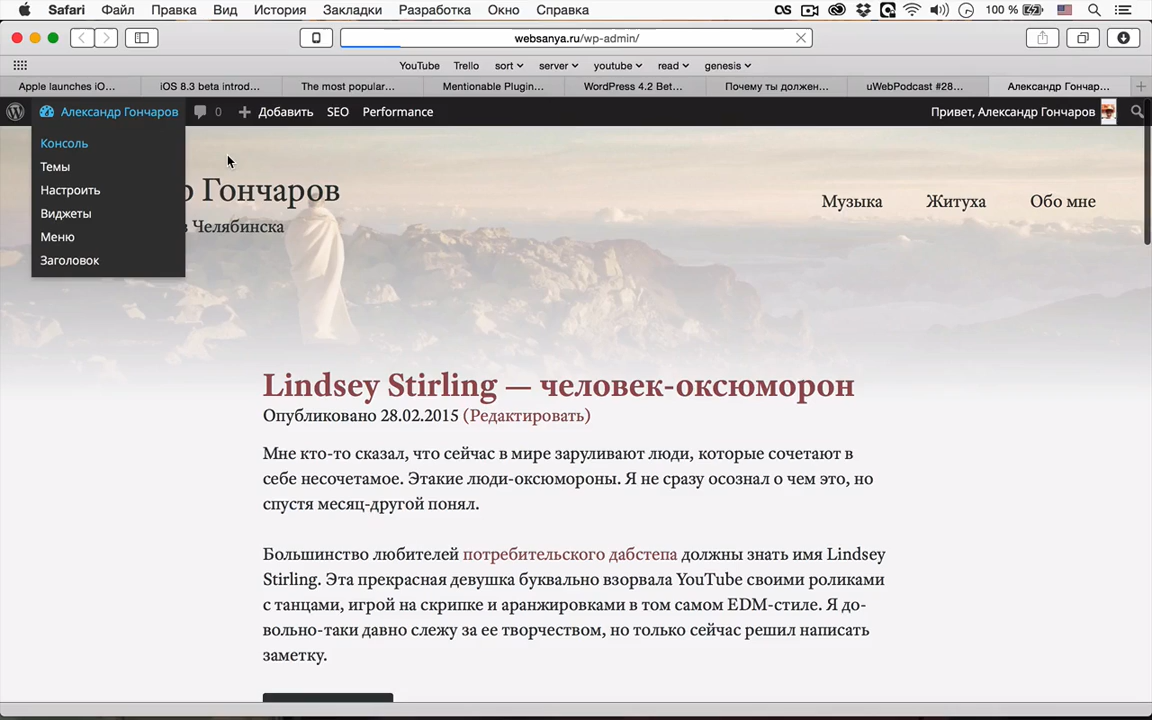 Safari Файл Правка Вид История Закладки Разработка Окно Справка 100 %
websanya.ru/wp-admin/
YouTube Trello sort server youtube read genesis
Apple launches iO... iOS 8.3 beta introd... The most popular... Mentionable Plugin... WordPress 4.2 Bet... Почему ты должен... uWebPodcast #28... Александр Гончар...
Александр Гончаров 0 Добавить SEO Performance Привет, Александр Гончаров
Консоль
Темы
Настроить
Виджеты
Меню
Заголовок
р Гончаров
в Челябинска
Музыка Житуха Обо мне
Lindsey Stirling — человек-оксюморон
Опубликовано 28.02.2015 (Редактировать)
Мне кто-то сказал, что сейчас в мире заруливают люди, которые сочетают в
себе несочетамое. Этакие люди-оксюмороны. Я не сразу осознал о чем это, но
спустя месяц-другой понял.
Большинство любителей потребительского дабстепа должны знать имя Lindsey
Stirling. Эта прекрасная девушка буквально взорвала YouTube своими роликами
с танцами, игрой на скрипке и аранжировками в том самом EDM-стиле. Я до-
вольно-таки давно слежу за ее творчеством, но только сейчас решил написать
заметку.